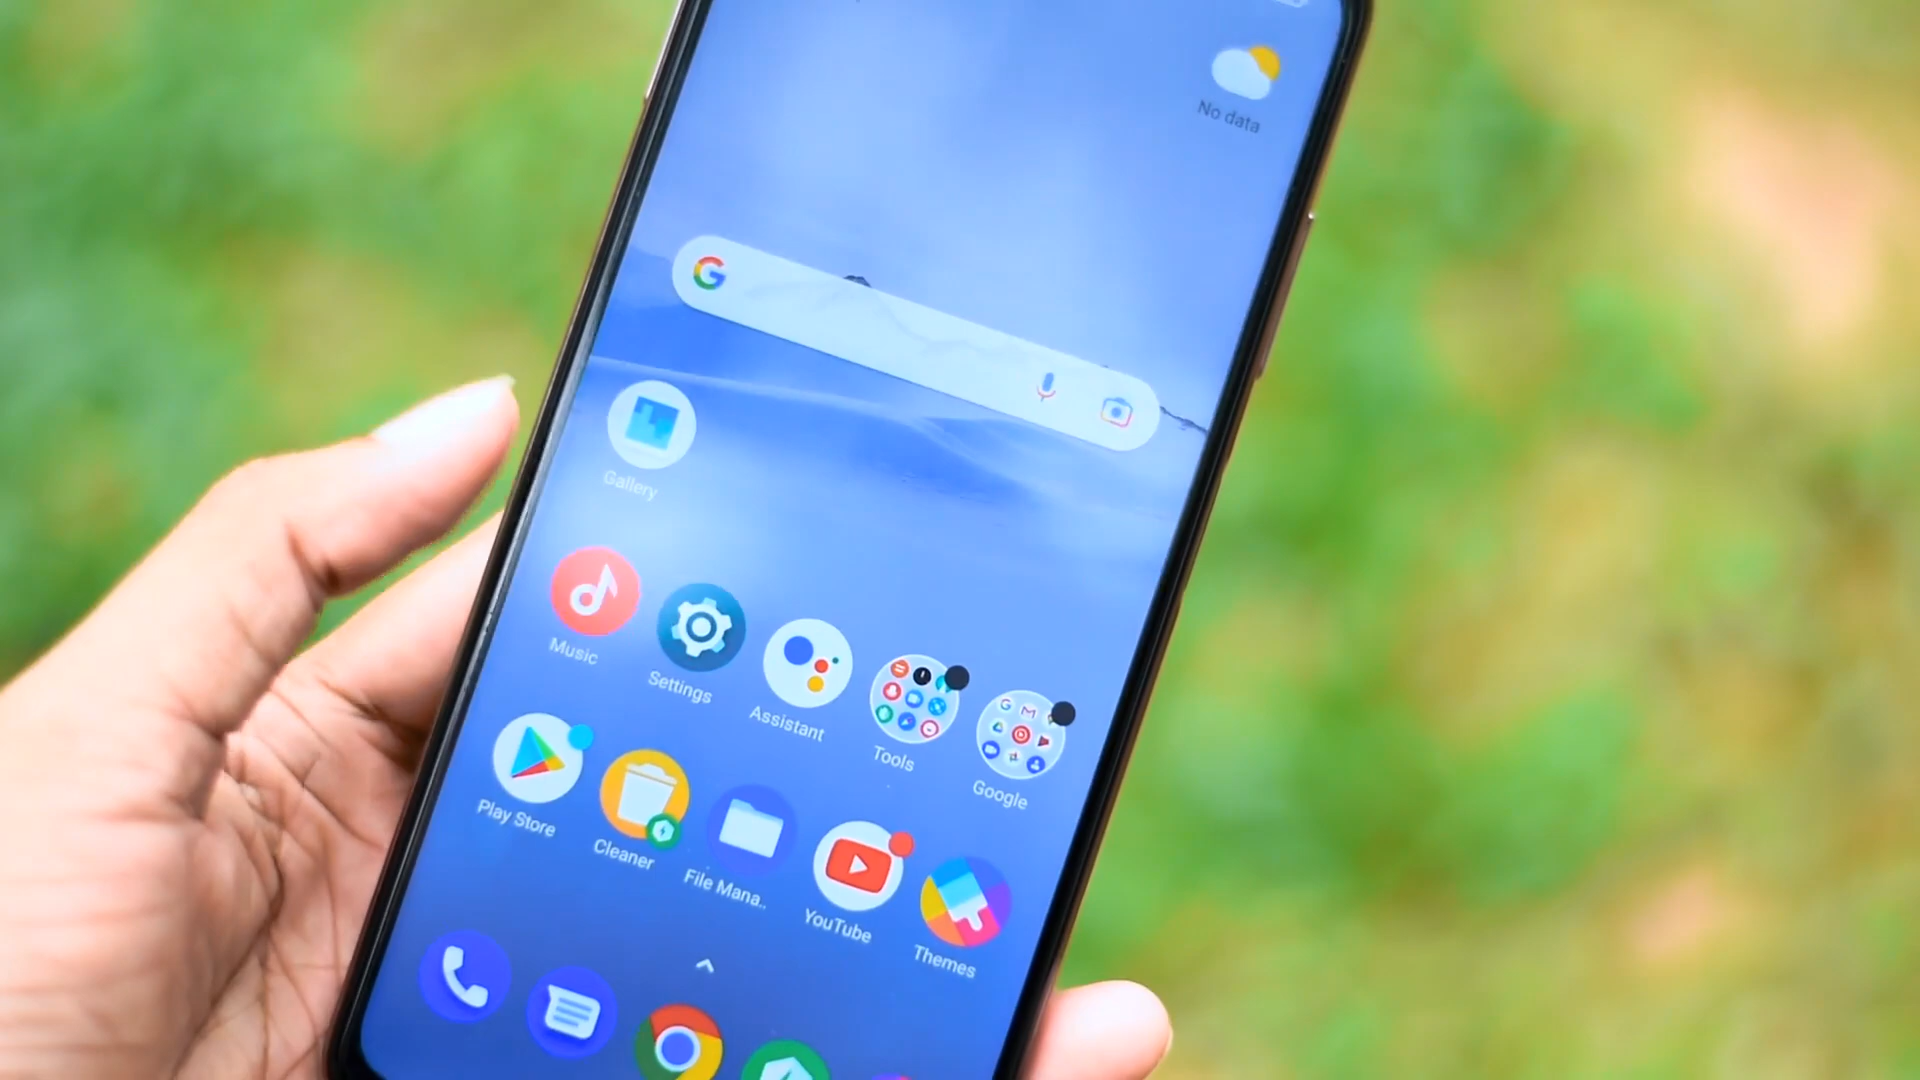 No data
Gallery
Music
Settings
Assistant
Tools
Google
Play Store
Cleaner
File Mana..
YouTube
Themes